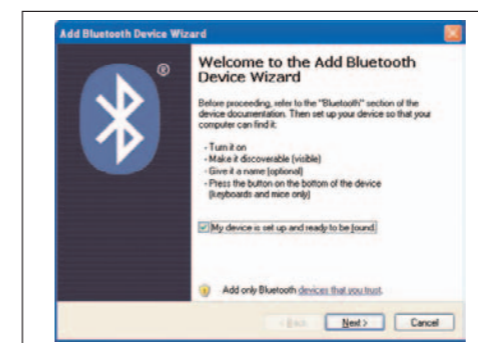 Add Bluetooth Device Wizard
®
Welcome to the Add Bluetooth
Device Wizard
Before proceeding, refer to the "Bluetooth" section of the
device documentation. Then set up your device so that your
computer can find it:
- Turn it on
- Make it discoverable (visible)
- Give it a name (optional)
- Press the button on the bottom of the device
(keyboards and mice only)
My device is set up and ready to be found.
Add only Bluetooth devices that you trust.
< Back Next > Cancel